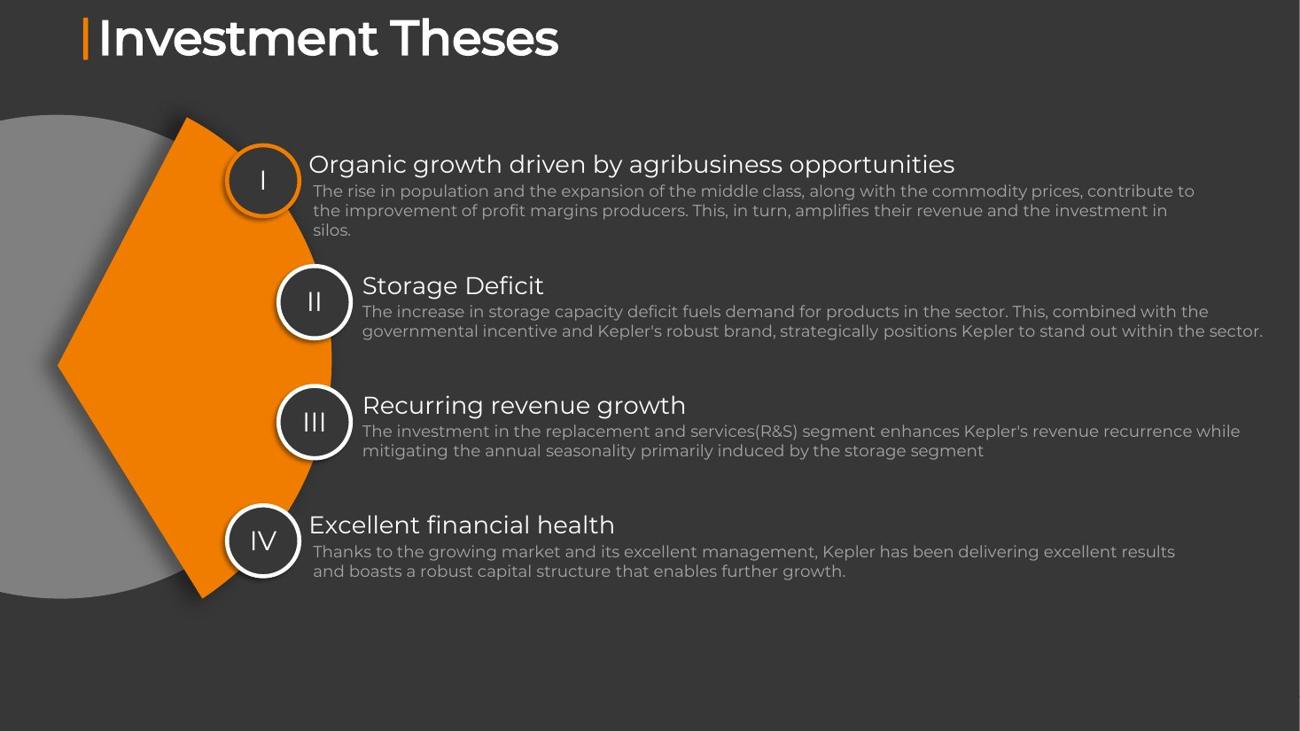 Investment Theses
I
Organic growth driven by agribusiness opportunities
The rise in population and the expansion of the middle class, along with the commodity prices, contribute to
the improvement of profit margins producers. This, in turn, amplifies their revenue and the investment in
silos.
II
Storage Deficit
The increase in storage capacity deficit fuels demand for products in the sector. This, combined with the
governmental incentive and Kepler's robust brand, strategically positions Kepler to stand out within the sector.
III
Recurring revenue growth
The investment in the replacement and services(R&S) segment enhances Kepler's revenue recurrence while
mitigating the annual seasonality primarily induced by the storage segment
IV
Excellent financial health
Thanks to the growing market and its excellent management, Kepler has been delivering excellent results
and boasts a robust capital structure that enables further growth.